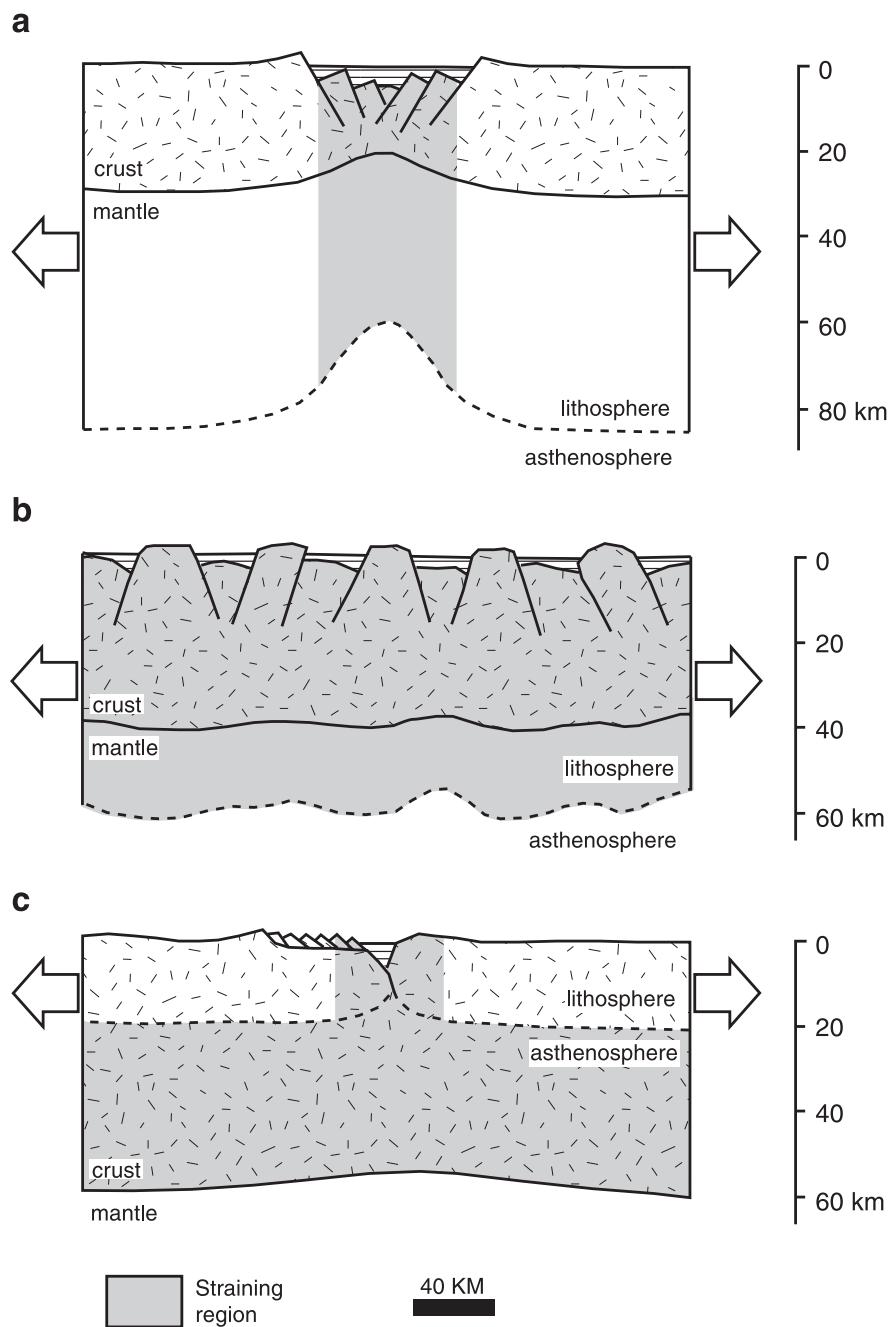 a
0
20
40
60
80 km
crust
mantle
lithosphere
asthenosphere
b
0
20
40
60 km
crust
mantle
lithosphere
asthenosphere
c
0
20
40
60 km
lithosphere
asthenosphere
crust
mantle
Straining
region
40 KM